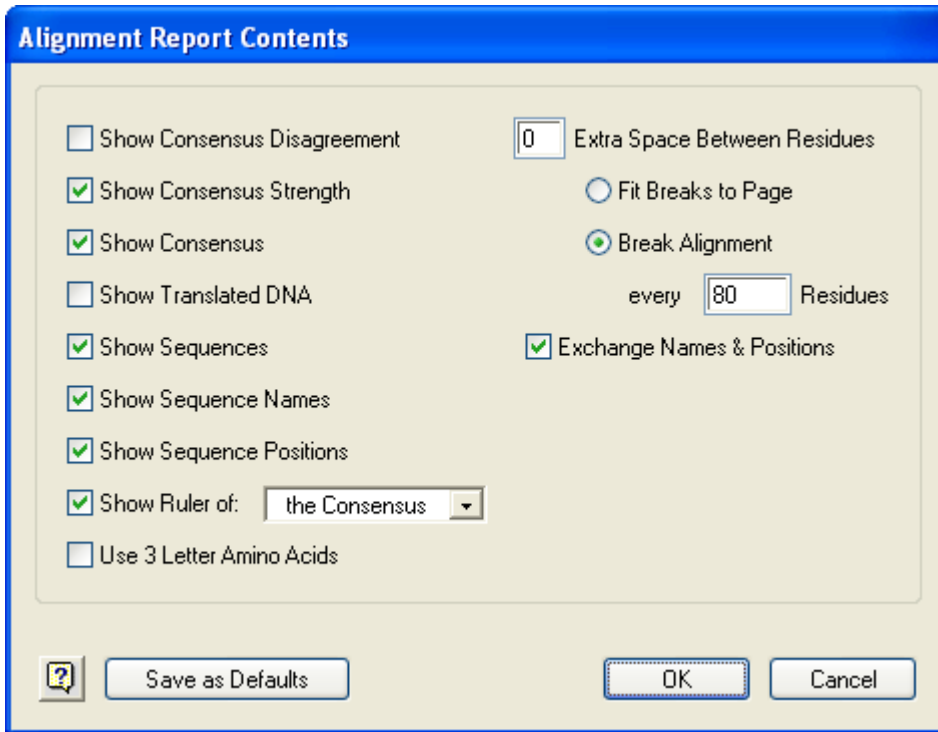 Alignment Report Contents
Show Consensus Disagreement
Show Consensus Strength
Show Consensus
Show Translated DNA
Show Sequences
Show Sequence Names
Show Sequence Positions
Show Ruler of: the Consensus
Use 3 Letter Amino Acids
0 Extra Space Between Residues
Fit Breaks to Page
Break Alignment
every 80 Residues
Exchange Names & Positions
? Save as Defaults OK Cancel